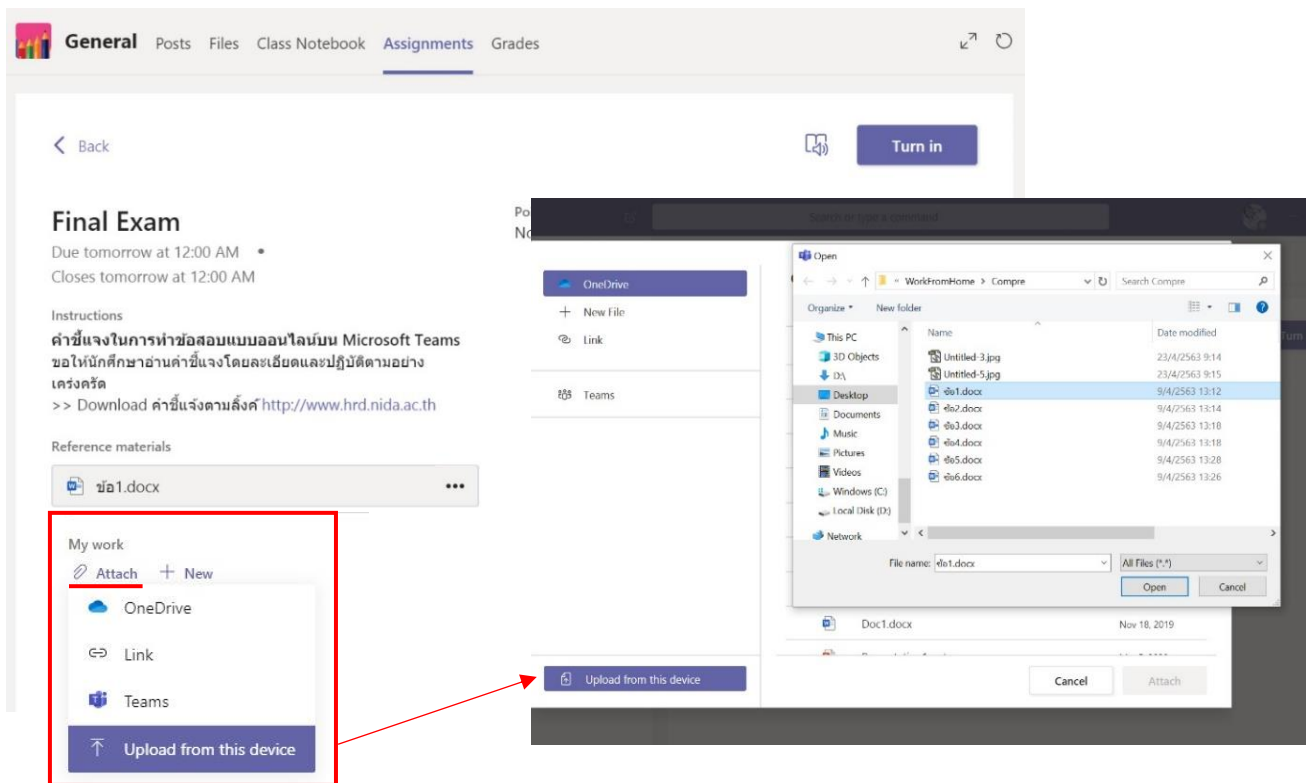 General Posts Files Class Notebook Assignments Grades
Back
Turn in
Final Exam
Due tomorrow at 12:00 AM •
Closes tomorrow at 12:00 AM
Instructions
คำชี้แจงในการทำข้อสอบแบบออนไลน์บน Microsoft Teams
ขอให้นักศึกษาอ่านคำชี้แจงโดยละเอียดและปฏิบัติตามอย่าง
เคร่งครัด
>> Download คำชี้แจ้งตามลิ้งค์ http://www.hrd.nida.ac.th
Reference materials
ข้อ1.docx
My work
Attach + New
OneDrive
Link
Teams
Upload from this device
Po
No
Search or type a command
OneDrive
+ New File
Link
Teams
Upload from this device
Open
WorkFromHome > Compre
Search Compre
Organize
New folder
This PC
3D Objects
D:\
Desktop
Documents
Music
Pictures
Videos
Windows (C:)
Local Disk (D:)
Network
Name Date modified
Untitled-3.jpg 23/4/2563 9:14
Untitled-5.jpg 23/4/2563 9:15
ข้อ1.docx 9/4/2563 13:12
ข้อ2.docx 9/4/2563 13:14
ข้อ3.docx 9/4/2563 13:18
ข้อ4.docx 9/4/2563 13:18
ข้อ5.docx 9/4/2563 13:28
ข้อ6.docx 9/4/2563 13:26
File name: ข้อ1.docx All Files (*.*)
Open Cancel
Doc1.docx Nov 18, 2019
Cancel Attach
Turn